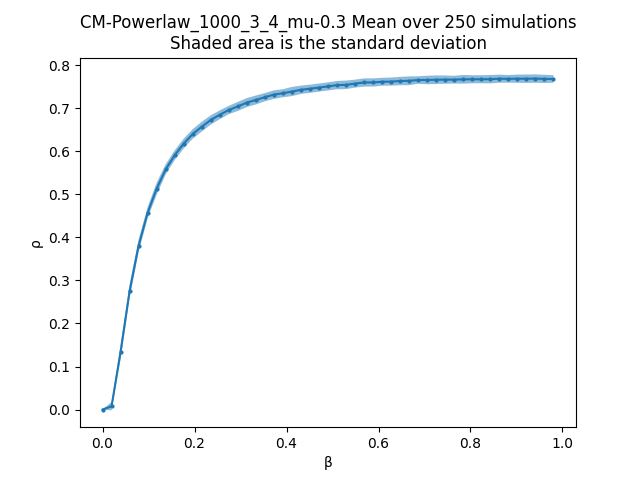 CM-Powerlaw_1000_3_4_mu-0.3 Mean over 250 simulations
Shaded area is the standard deviation
0.8
0.7
0.6
0.5
0.4
0.3
0.2
0.1
0.0
ρ
0.0 0.2 0.4 0.6 0.8 1.0
β